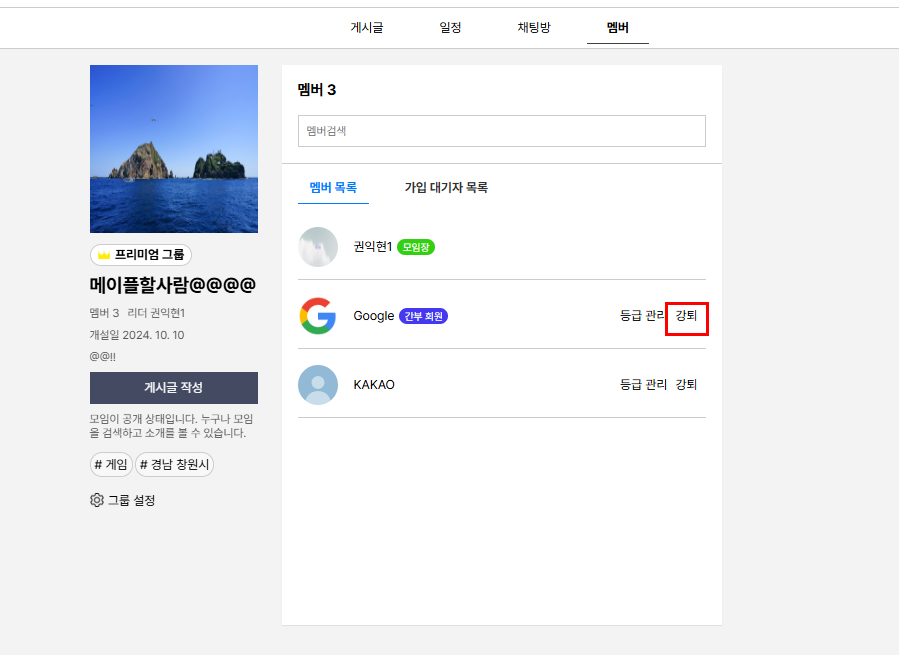 게시글 일정 채팅방 멤버
프리미엄 그룹
메이플할사람@@@@
멤버 3 리더 권익현1
개설일 2024. 10. 10
@@!!
게시글 작성
모임이 공개 상태입니다. 누구나 모임
을 검색하고 소개를 볼 수 있습니다.
# 게임 # 경남 창원시
그룹 설정
멤버 3
멤버검색
멤버 목록 가입 대기자 목록
권익현1 모임장
Google 간부 회원 등급 관리 강퇴
KAKAO 등급 관리 강퇴